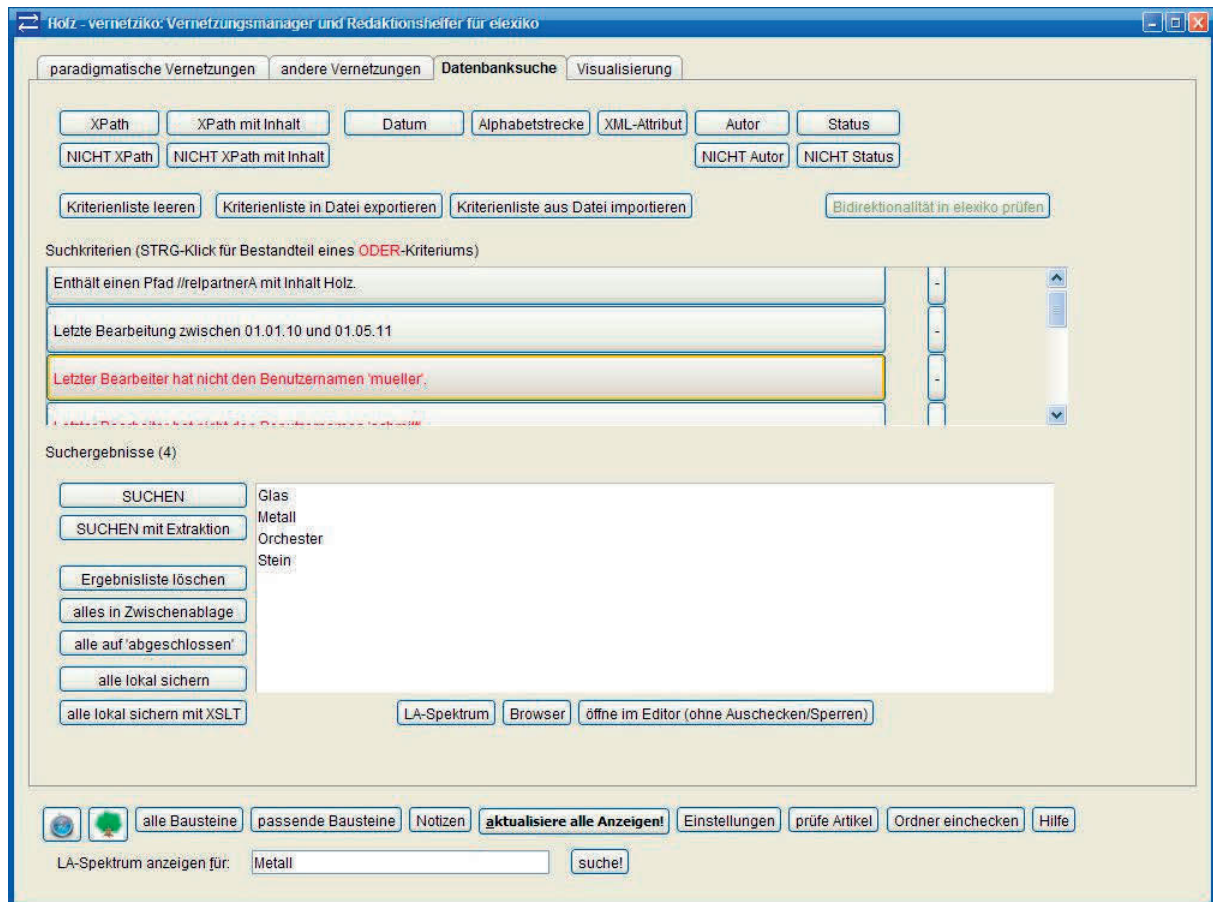 Holz - vernetziko: Vernetzungsmanager und Redaktionshelfer für elexiko
paradigmatische Vernetzungen andere Vernetzungen Datenbanksuche Visualisierung
XPath XPath mit Inhalt Datum Alphabetstrecke XML-Attribut Autor Status
NICHT XPath NICHT XPath mit Inhalt NICHT Autor NICHT Status
Kriterienliste leeren Kriterienliste in Datei exportieren Kriterienliste aus Datei importieren Bidirektionalität in elexiko prüfen
Suchkriterien (STRG-Klick für Bestandteil eines ODER-Kriteriums)
Enthält einen Pfad //relpartnerA mit Inhalt Holz. -
Letzte Bearbeitung zwischen 01.01.10 und 01.05.11 -
Letzter Bearbeiter hat nicht den Benutzernamen 'mueller'. -
Letzter Bearbeiter hat nicht den Benutzernamen
Suchergebnisse (4)
SUCHEN
SUCHEN mit Extraktion
Ergebnisliste löschen
alles in Zwischenablage
alle auf 'abgeschlossen'
alle lokal sichern
alle lokal sichern mit XSLT
Glas
Metall
Orchester
Stein
LA-Spektrum Browser öffne im Editor (ohne Auschecken/Sperren)
alle Bausteine passende Bausteine Notizen aktualisiere alle Anzeigen! Einstellungen prüfe Artikel Ordner einchecken Hilfe
LA-Spektrum anzeigen für: Metall suche!